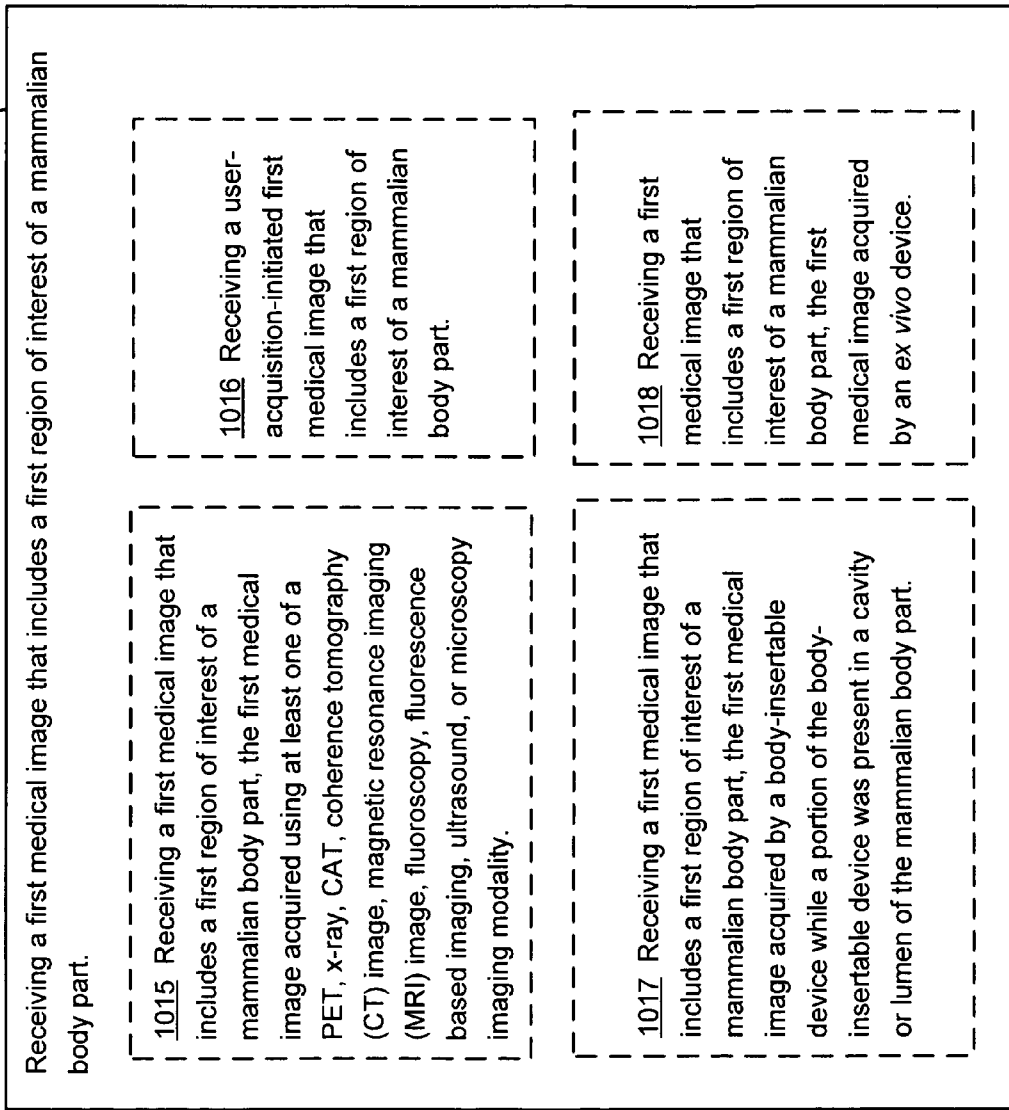 Receiving a first medical image that includes a first region of interest of a mammalian
body part.
1015 Receiving a first medical image that
includes a first region of interest of a
mammalian body part, the first medical
image acquired using at least one of a
PET, x-ray, CAT, coherence tomography
(CT) image, magnetic resonance imaging
(MRI) image, fluoroscopy, fluorescence
based imaging, ultrasound, or microscopy
imaging modality.
1016 Receiving a user-
acquisition-initiated first
medical image that
includes a first region of
interest of a mammalian
body part.
1017 Receiving a first medical image that
includes a first region of interest of a
mammalian body part, the first medical
image acquired by a body-insertable
device while a portion of the body-
insertable device was present in a cavity
or lumen of the mammalian body part.
1018 Receiving a first
medical image that
includes a first region of
interest of a mammalian
body part, the first
medical image acquired
by an ex vivo device.